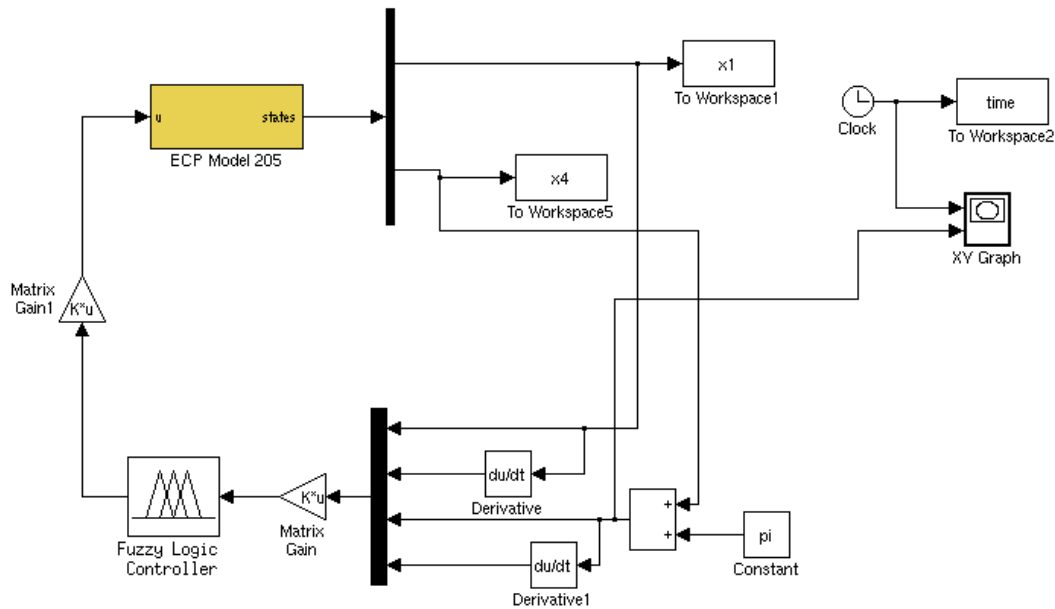 x1
To Workspace1
u
states
ECP Model 205
time
Clock
To Workspace2
x4
To Workspace5
XY Graph
Matrix
Gain1
K*u
K*u
du/dt
Derivative
Matrix
Gain
+
+
pi
Constant
Fuzzy Logic
Controller
du/dt
Derivative1